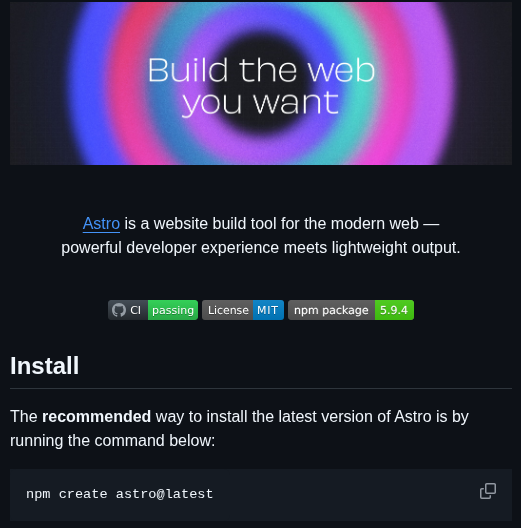 Build the web
you want
Astro is a website build tool for the modern web —
powerful developer experience meets lightweight output.
CI passing License MIT npm package 5.9.4
Install
The recommended way to install the latest version of Astro is by
running the command below:
npm create astro@latest